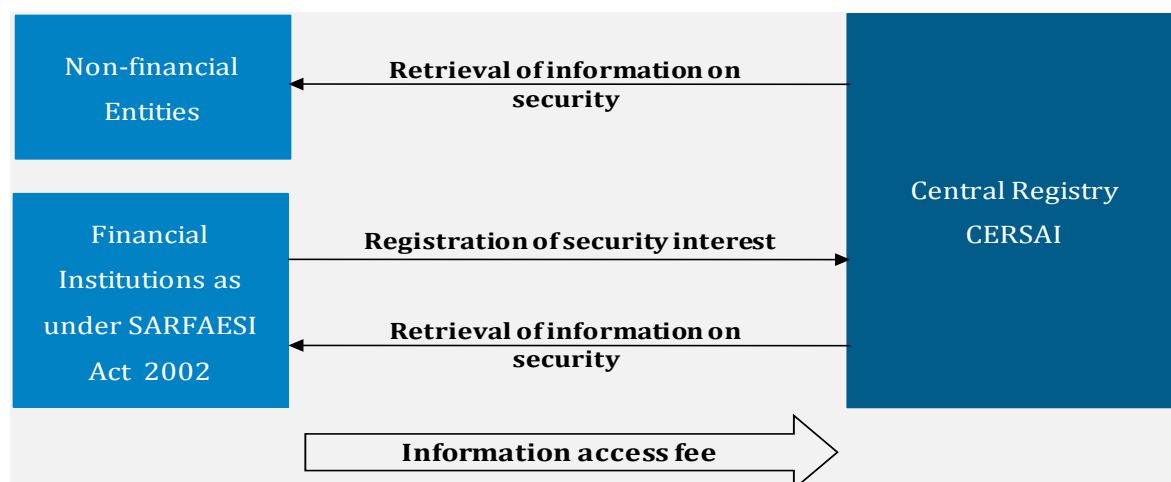 Non-financial
Entities
Retrieval of information on
security
Financial
Institutions as
under SARFAESI
Act 2002
Registration of security interest
Retrieval of information on
security
Central Registry
CERSAI
Information access fee